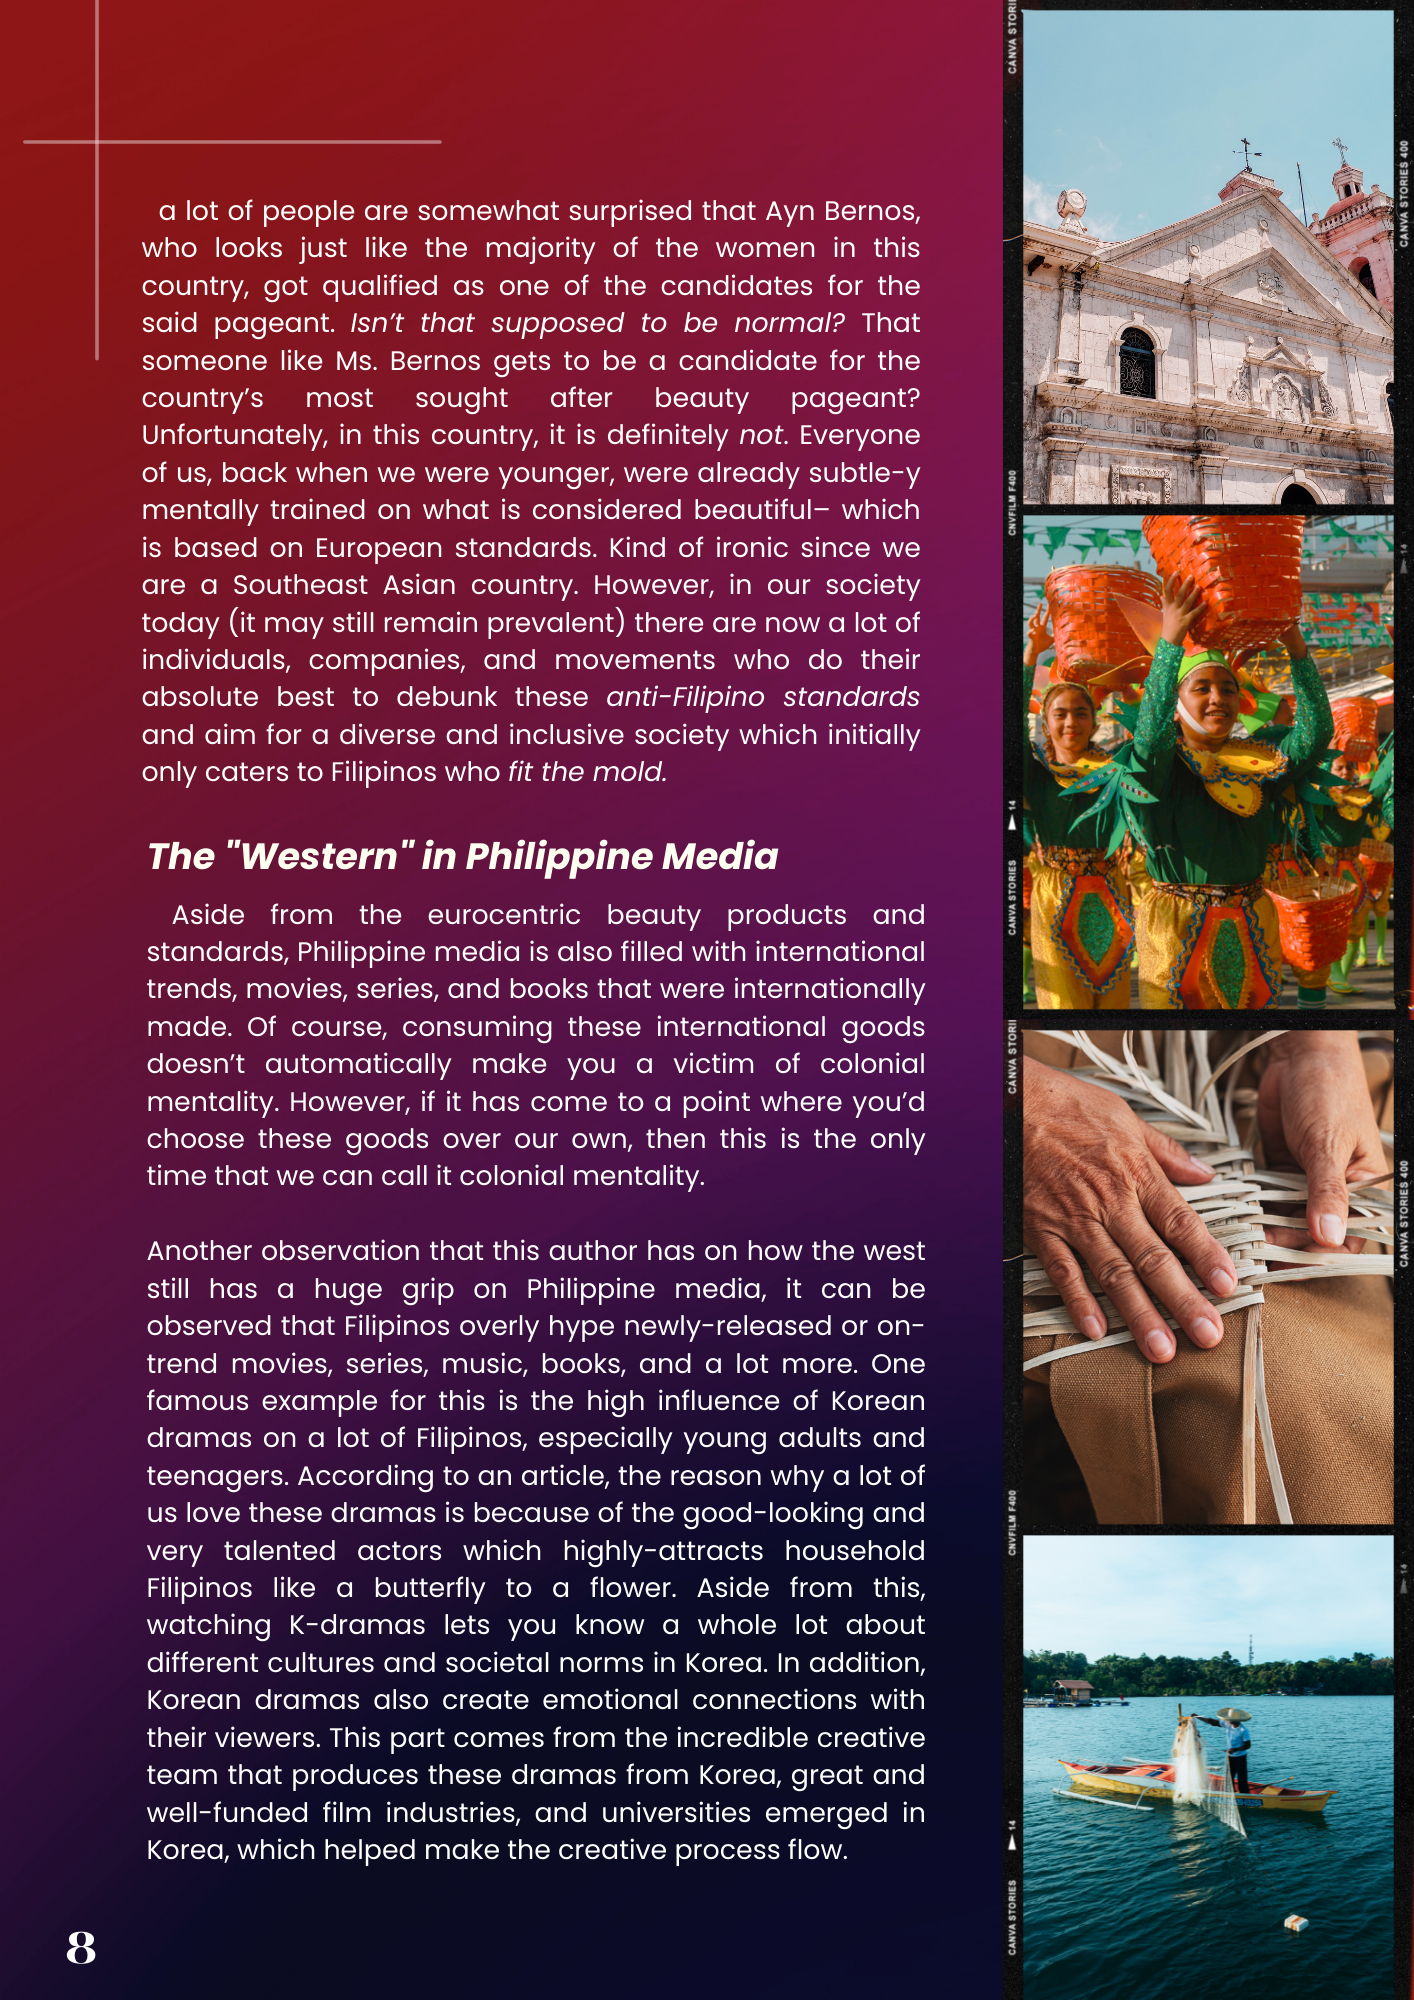 a lot of people are somewhat surprised that Ayn Bernos,
who looks just like the majority of the women in this
country, got qualified as one of the candidates for the
said pageant. Isn’t that supposed to be normal? That
someone like Ms. Bernos gets to be a candidate for the
country’s most sought after beauty pageant?
Unfortunately, in this country, it is definitely not. Everyone
of us, back when we were younger, were already subtle-y
mentally trained on what is considered beautiful– which
is based on European standards. Kind of ironic since we
are a Southeast Asian country. However, in our society
today (it may still remain prevalent) there are now a lot of
individuals, companies, and movements who do their
absolute best to debunk these anti-Filipino standards
and aim for a diverse and inclusive society which initially
only caters to Filipinos who fit the mold.
The "Western" in Philippine Media
Aside from the eurocentric beauty products and
standards, Philippine media is also filled with international
trends, movies, series, and books that were internationally
made. Of course, consuming these international goods
doesn’t automatically make you a victim of colonial
mentality. However, if it has come to a point where you’d
choose these goods over our own, then this is the only
time that we can call it colonial mentality.
Another observation that this author has on how the west
still has a huge grip on Philippine media, it can be
observed that Filipinos overly hype newly-released or on-
trend movies, series, music, books, and a lot more. One
famous example for this is the high influence of Korean
dramas on a lot of Filipinos, especially young adults and
teenagers. According to an article, the reason why a lot of
us love these dramas is because of the good-looking and
very talented actors which highly-attracts household
Filipinos like a butterfly to a flower. Aside from this,
watching K-dramas lets you know a whole lot about
different cultures and societal norms in Korea. In addition,
Korean dramas also create emotional connections with
their viewers. This part comes from the incredible creative
team that produces these dramas from Korea, great and
well-funded film industries, and universities emerged in
Korea, which helped make the creative process flow.
8
CANVA STORI
CNVFILM F400
14
CANVA STORIES
CANVA STORII
CNVFILM F400
14
CANVA STORIES
CANVA STORIES 400
14
CANVA STORIES 400
14